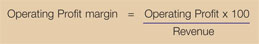 Operating Profit margin = Operating Profit x 100
Revenue